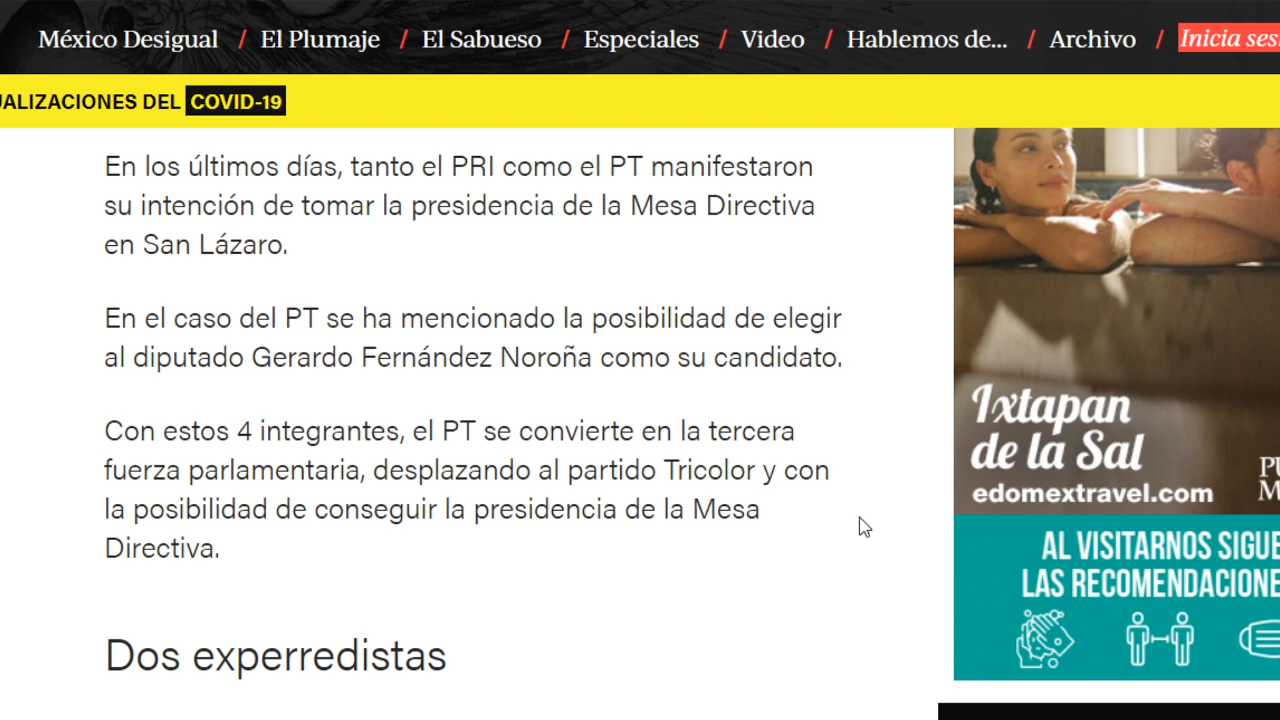 México Desigual / El Plumaje / El Sabueso / Especiales / Video / Hablemos de... / Archivo / Inicia
DEL COVID-19
En los últimos días, tanto el PRI como el PT manifestaron
su intención de tomar la presidencia de la Mesa Directiva
en San Lázaro.
En el caso del PT se ha mencionado la posibilidad de elegir
al diputado Gerardo Fernández Noroña como su candidato.
Con estos 4 integrantes, el PT se convierte en la tercera
fuerza parlamentaria, desplazando al partido Tricolor y con
la posibilidad de conseguir la presidencia de la Mesa
Directiva.
Dos experredistas
Ixtapan
de la Sal
edomextravel.com
AL VISITARNOS
LAS